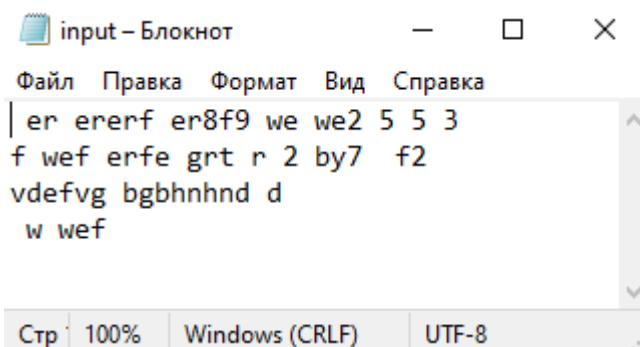 input – Блокнот
Файл Правка Формат Вид Справка
er ererf er8f9 we we2 5 5 3
f wef erfe grt r 2 by7  f2
vdefvg bgbhnhnd d
w wef
Стр 100% Windows (CRLF) UTF-8